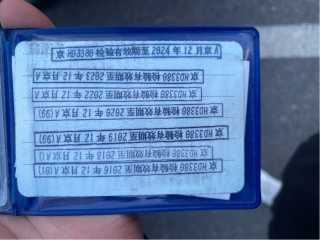 京 HD3380 检验有效期至 2024 年 12 月京 A
京 HD3380 检验有效期至 2023 年 12 月京 A
京 HD3380 检验有效期至 2022 年 12 月京 A
京 HD3380 检验有效期至 2020 年 12 月京 A (99)
京 HD3380 检验有效期至 2019 年 12 月京 A (99)
京 HD3380 检验有效期至 2018 年 12 月京 A ()
京 HD3380 检验有效期至 2016 年 12 月京 A (01)